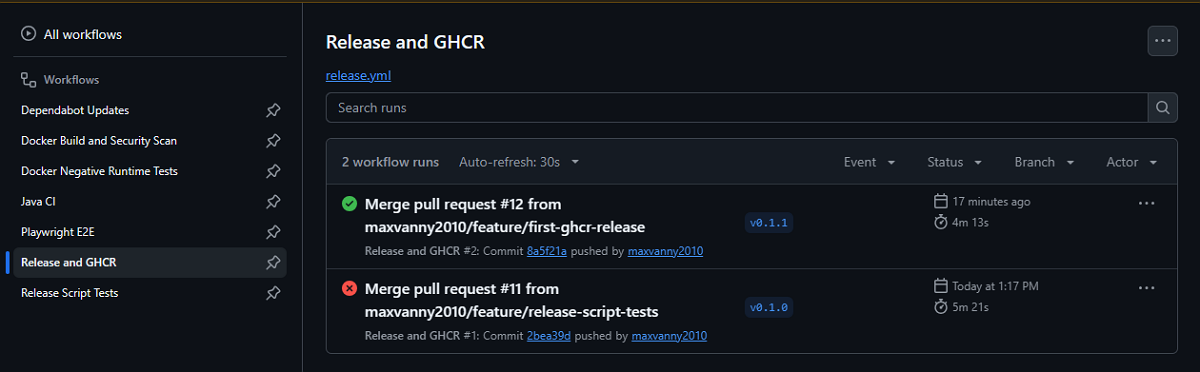 All workflows
Workflows
Dependabot Updates
Docker Build and Security Scan
Docker Negative Runtime Tests
Java CI
Playwright E2E
Release and GHCR
Release Script Tests
Release and GHCR
release.yml
Search runs
2 workflow runs Auto-refresh: 30s Event Status Branch Actor
Merge pull request #12 from
maxvanny2010/feature/first-ghcr-release
Release and GHCR #2: Commit 8a5f21a pushed by maxvanny2010
v0.1.1
17 minutes ago
4m 13s
Merge pull request #11 from
maxvanny2010/feature/release-script-tests
Release and GHCR #1: Commit 2bea39d pushed by maxvanny2010
v0.1.0
Today at 1:17 PM
5m 21s